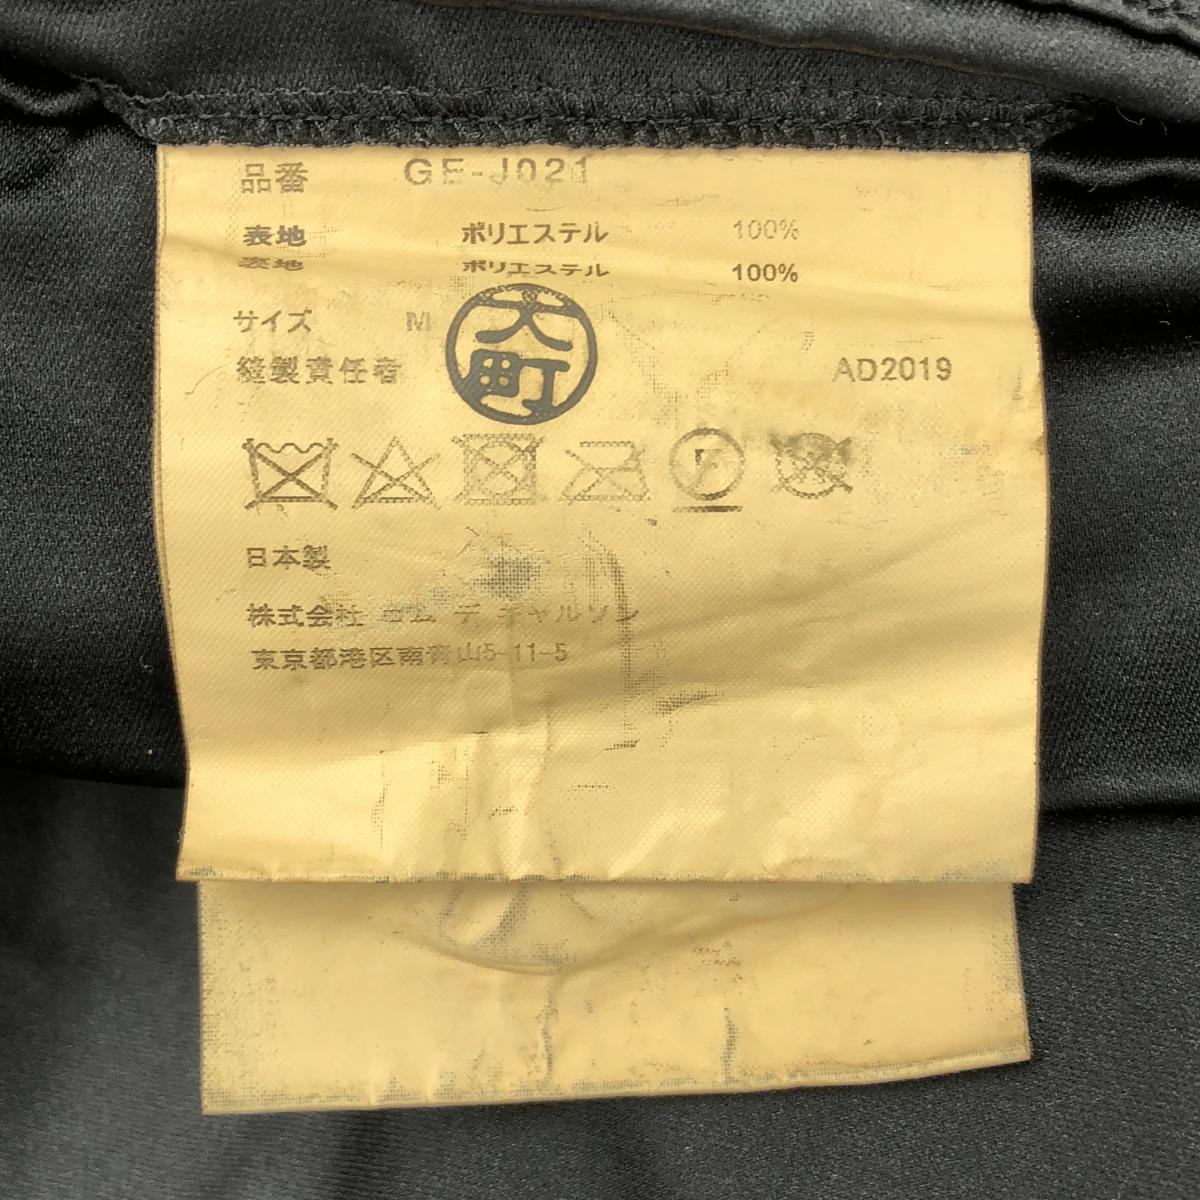 品番 GE-J021
表地 ポリエステル 100%
表地 ポリエステル 100%
サイズ M
大町
縫製責任者 AD2019
F
日本製
株式会社 コム デ ギャルソン
東京都港区南青山5-11-5